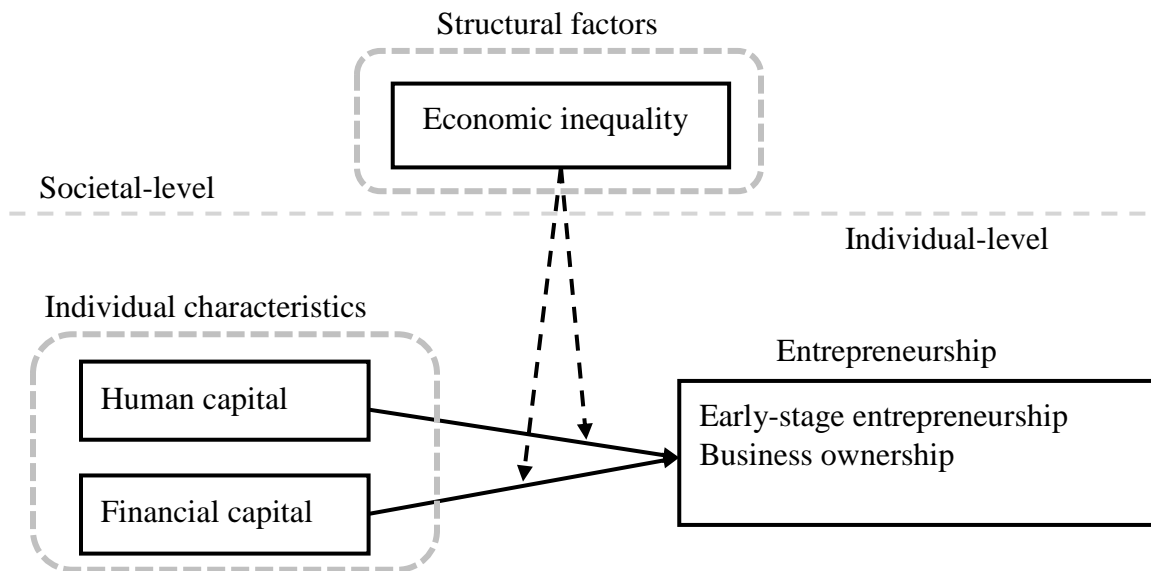 Structural factors
Economic inequality
Societal-level
Individual-level
Individual characteristics
Human capital
Financial capital
Entrepreneurship
Early-stage entrepreneurship
Business ownership